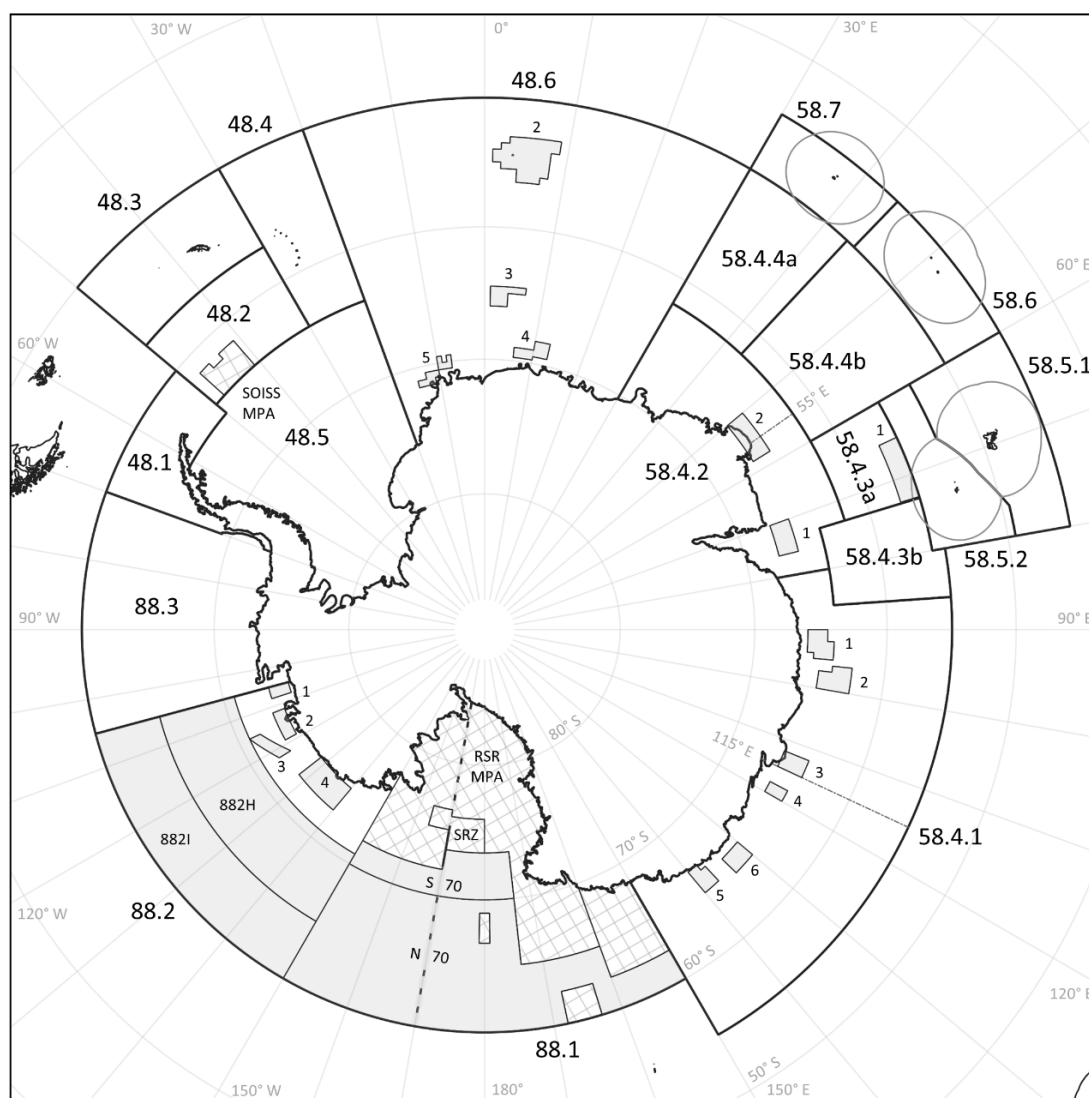 30° W
0°
30° E
48.6
58.7
48.4
2
48.3
58.4.4a
60° E
48.2
3
58.6
60° W
5
4
58.4.4b
58.5.1
SOISS
MPA
55° E
2
1
48.5
48.1
58.4.2
58.4.3a
1
58.4.3b
58.5.2
88.3
90° W
90° E
1
2
1
2
3
4
80° S
115° E
RSR
MPA
3
4
882H
882I
SRZ
70° S
58.4.1
6
5
S 70
88.2
120° W
N 70
60° S
120° E
88.1
50° S
150° W
180°
150° E